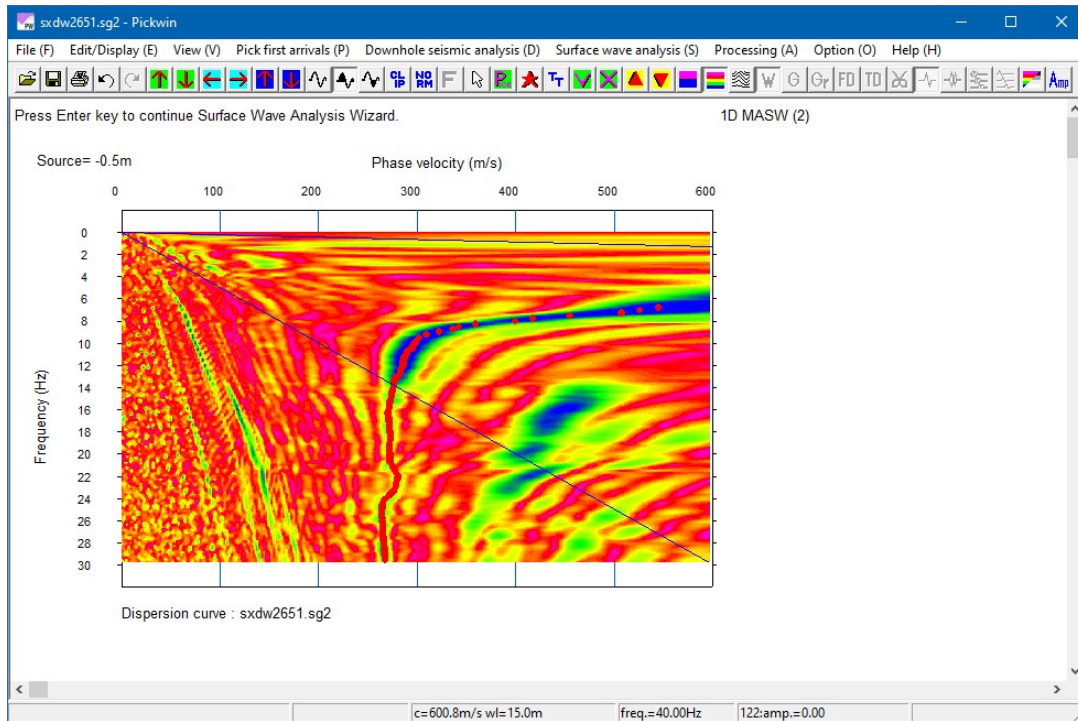 sxdw2651.sg2 - Pickwin
File (F) Edit/Display (E) View (V) Pick first arrivals (P) Downhole seismic analysis (D) Surface wave analysis (S) Processing (A) Option (O) Help (H)
CL IP NO RM F P TT W G Gr FD TD Amp
Press Enter key to continue Surface Wave Analysis Wizard. 1D MASW (2)
Source= -0.5m Phase velocity (m/s)
0 100 200 300 400 500 600
0
2
4
6
8
10
12
14
16
18
20
22
24
26
28
30
Frequency (Hz)
Dispersion curve : sxdw2651.sg2
c=600.8m/s wl=15.0m freq.=40.00Hz 122:amp.=0.00